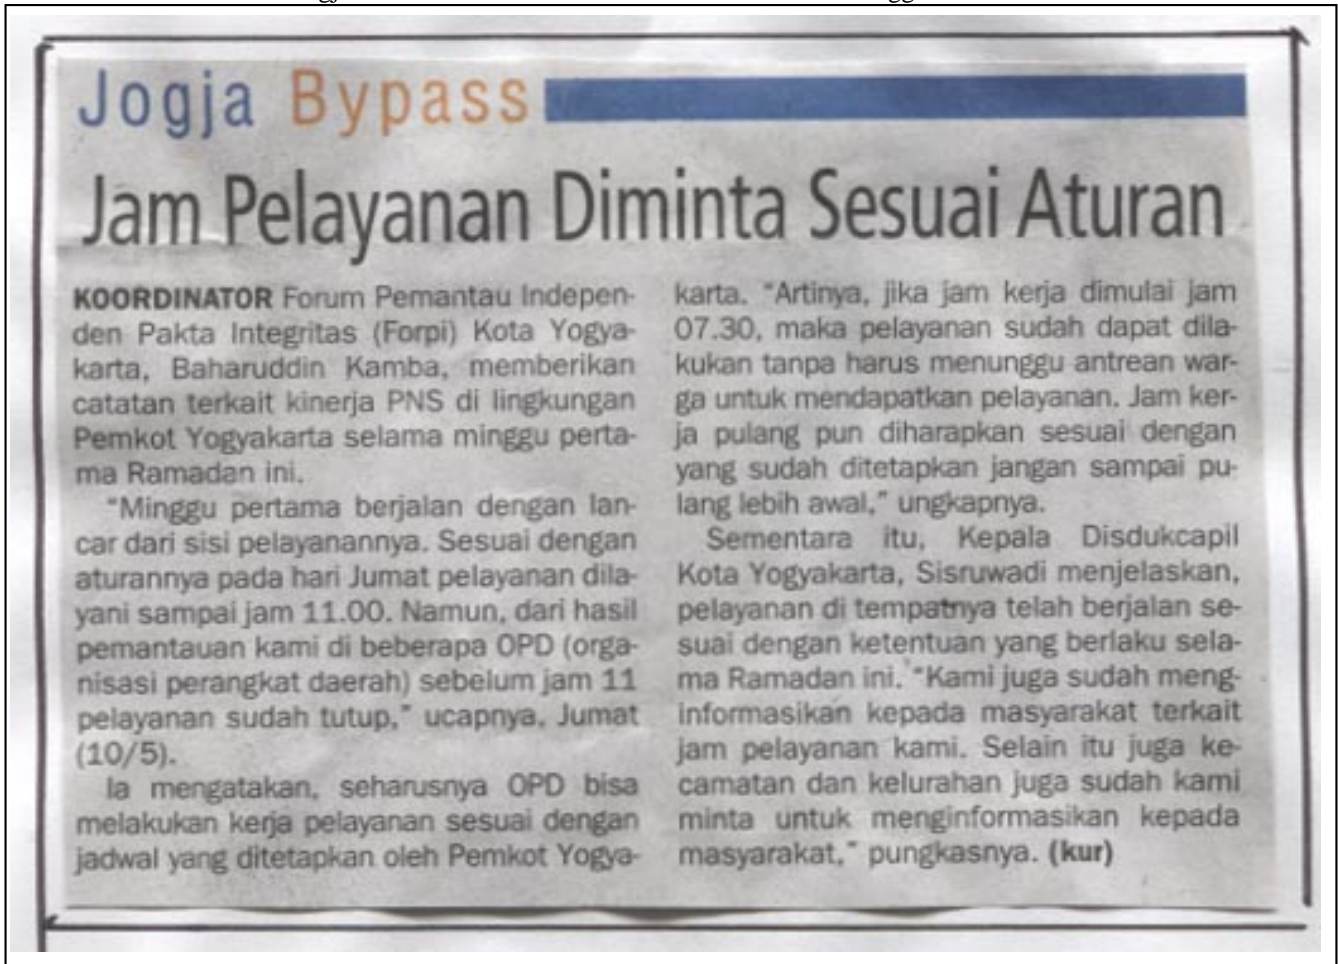 Jogja Bypass
Jam Pelayanan Diminta Sesuai Aturan
KOORDINATOR Forum Pemantau Indepen-
den Pakta Integritas (Forpi) Kota Yogya-
karta, Baharuddin Kamba, memberikan
catatan terkait kinerja PNS di lingkungan
Pemkot Yogyakarta selama minggu perta-
ma Ramadan ini.
"Minggu pertama berjalan dengan lan-
car dari sisi pelayanannya. Sesuai dengan
aturannya pada hari Jumat pelayanan dila-
yani sampai jam 11.00. Namun, dari hasil
pemantauan kami di beberapa OPD (orga-
nisasi perangkat daerah) sebelum jam 11
pelayanan sudah tutup," ucapnya, Jumat
(10/5).
Ia mengatakan, seharusnya OPD bisa
melakukan kerja pelayanan sesuai dengan
jadwal yang ditetapkan oleh Pemkot Yogya-
karta. "Artinya, jika jam kerja dimulai jam
07.30, maka pelayanan sudah dapat dila-
kukan tanpa harus menunggu antrean war-
ga untuk mendapatkan pelayanan. Jam ker-
ja pulang pun diharapkan sesuai dengan
yang sudah ditetapkan jangan sampai pu-
lang lebih awal," ungkapnya.
Sementara itu, Kepala Disdukcapil
Kota Yogyakarta, Sisruwadi menjelaskan,
pelayanan di tempatnya telah berjalan se-
suai dengan ketentuan yang berlaku sela-
ma Ramadan ini. "Kami juga sudah meng-
informasikan kepada masyarakat terkait
jam pelayanan kami. Selain itu juga ke-
camatan dan kelurahan juga sudah kami
minta untuk menginformasikan kepada
masyarakat," pungkasnya. (kur)